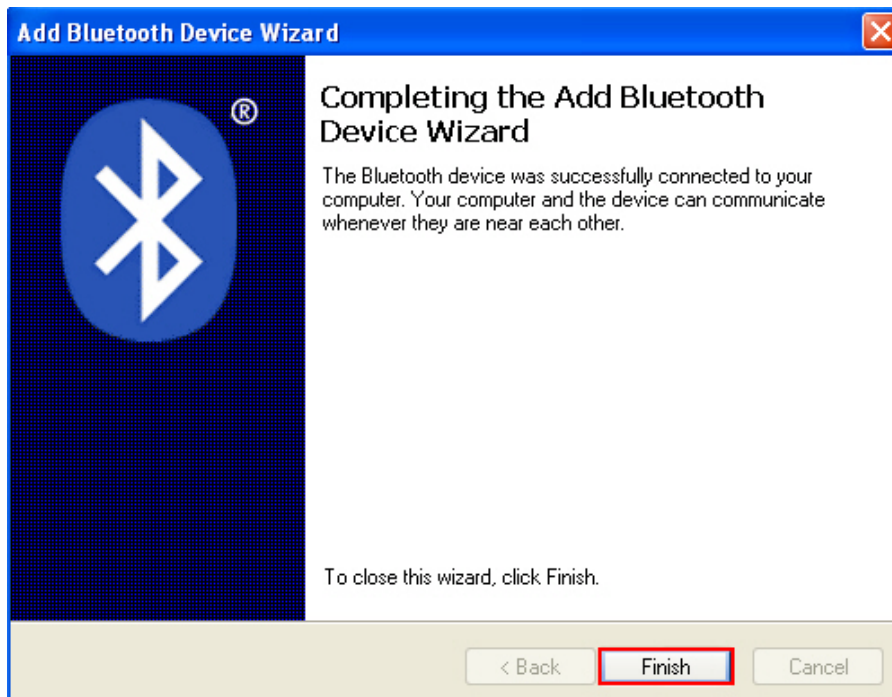 Add Bluetooth Device Wizard
®
Completing the Add Bluetooth
Device Wizard
The Bluetooth device was successfully connected to your
computer. Your computer and the device can communicate
whenever they are near each other.
To close this wizard, click Finish.
< Back Finish Cancel